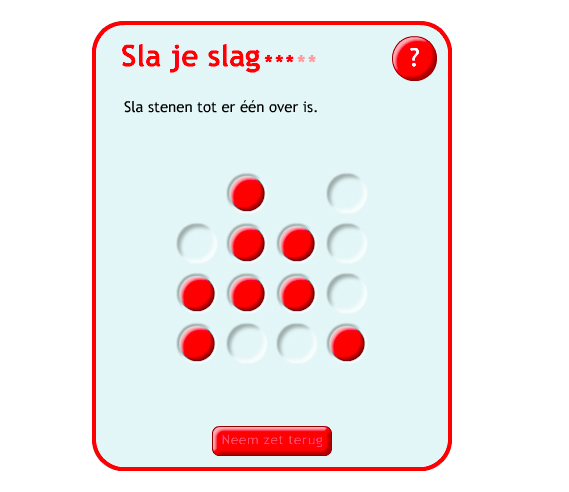 Sla je slag*****
?
Sla stenen tot er één over is.
Neem zet terug